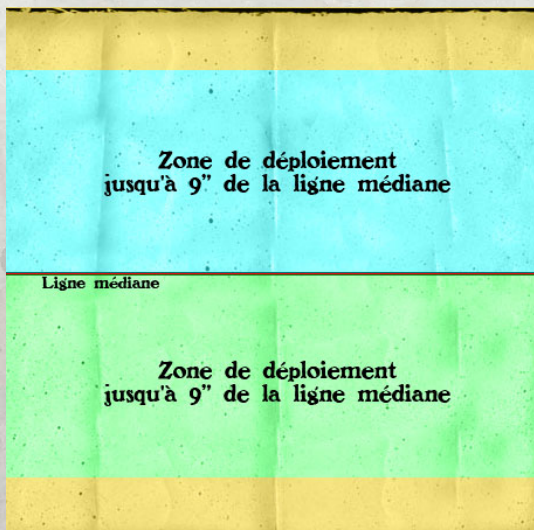 Zone de déploiement
jusqu'à 9" de la ligne médiane
Ligne médiane
Zone de déploiement
jusqu'à 9" de la ligne médiane